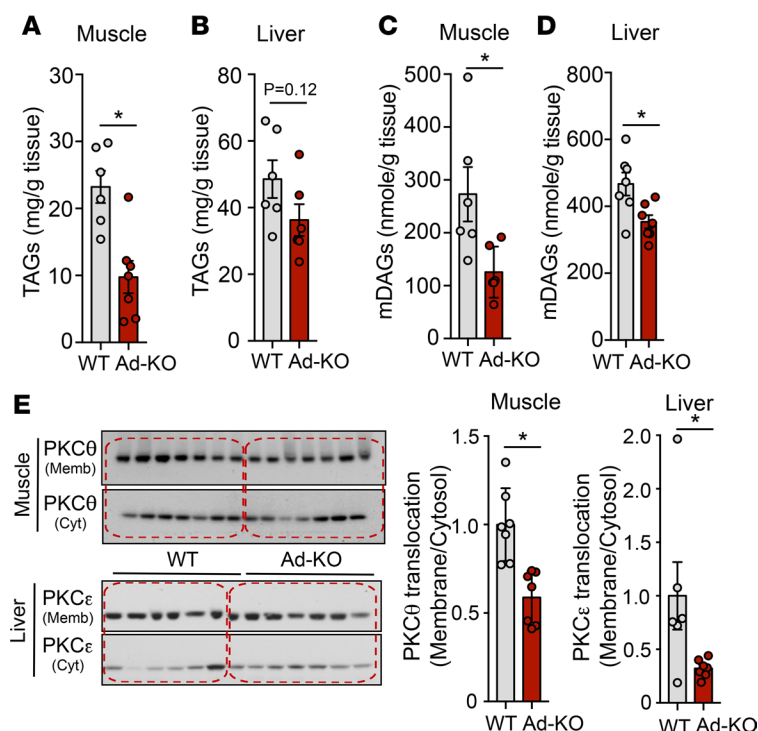 A Muscle
TAGs (mg/g tissue)
30
30
20
10
0
*
WT Ad-KO
B Liver
TAGs (mg/g tissue)
80
60
40
20
0
P=0.12
WT Ad-KO
C Muscle
mDAGs (nmole/g tissue)
500
400
300
200
100
0
*
WT Ad-KO
D Liver
mDAGs (nmole/g tissue)
800
600
400
200
0
*
WT Ad-KO
E
Muscle
PKCθ
(Memb)
PKCθ
(Cyt)
WT Ad-KO
Liver
PKCε
(Memb)
PKCε
(Cyt)
Muscle
PKCθ translocation
(Membrane/Cytosol)
1.5
1.0
0.5
0
*
WT Ad-KO
Liver
PKCε translocation
(Membrane/Cytosol)
2.0
2.0
1.5
1.0
0.5
0
*
WT Ad-KO